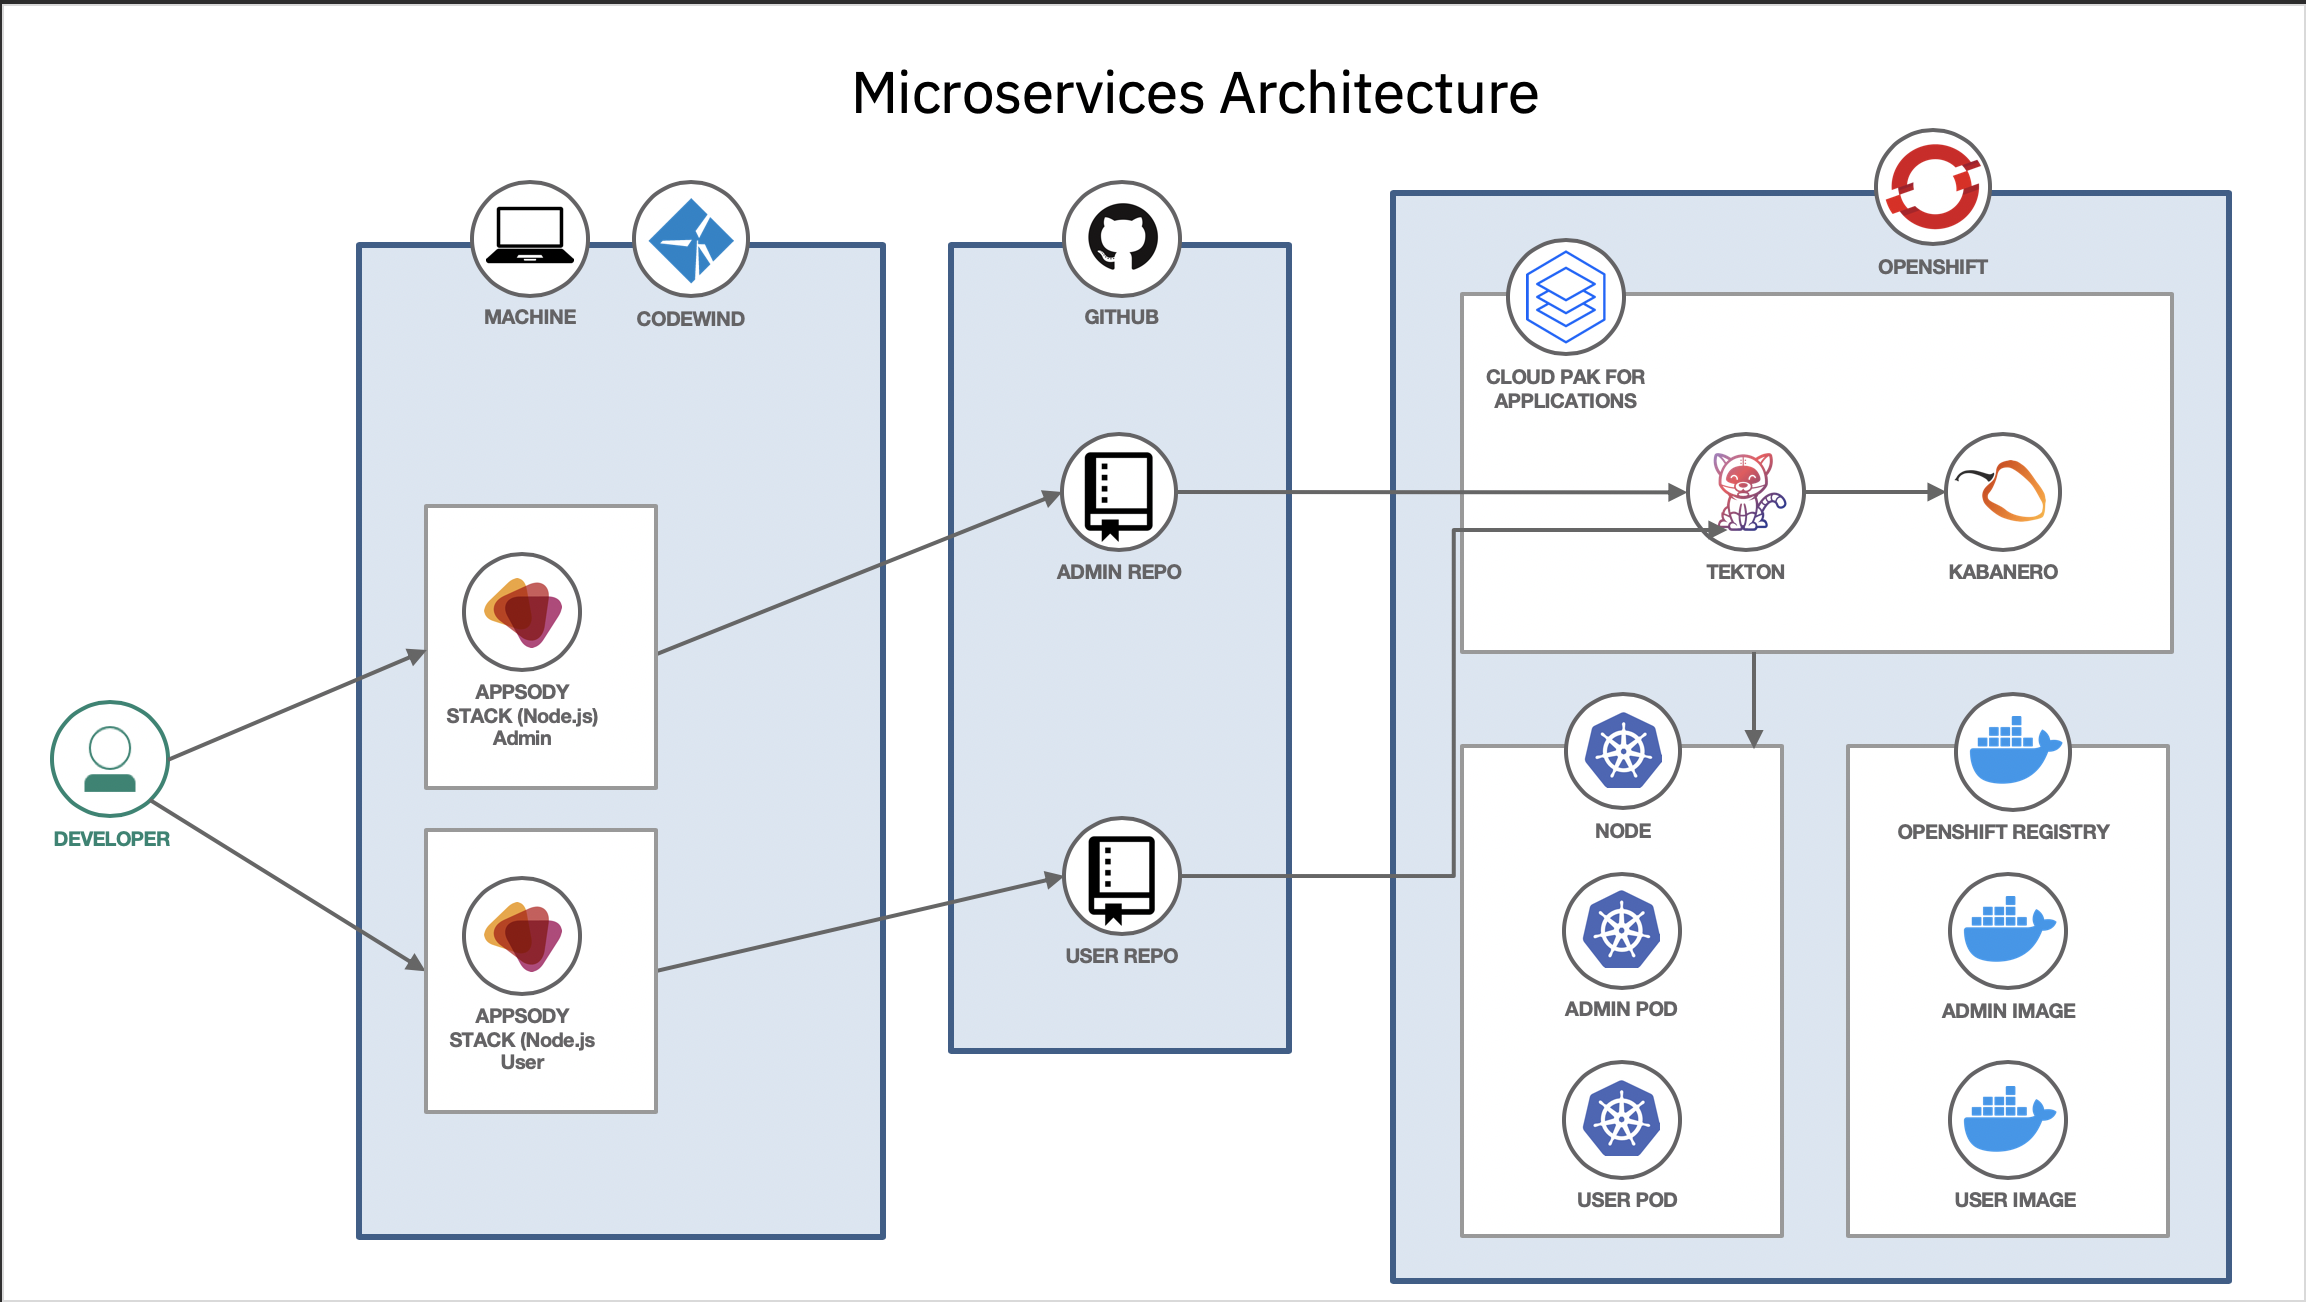 Microservices Architecture
MACHINE
CODEWIND
GITHUB
OPENSHIFT
CLOUD PAK FOR
APPLICATIONS
ADMIN REPO
TEKTON
KABANERO
APPSODY
STACK (Node.js)
Admin
DEVELOPER
NODE
OPENSHIFT REGISTRY
USER REPO
APPSODY
STACK (Node.js
User
ADMIN POD
ADMIN IMAGE
USER POD
USER IMAGE